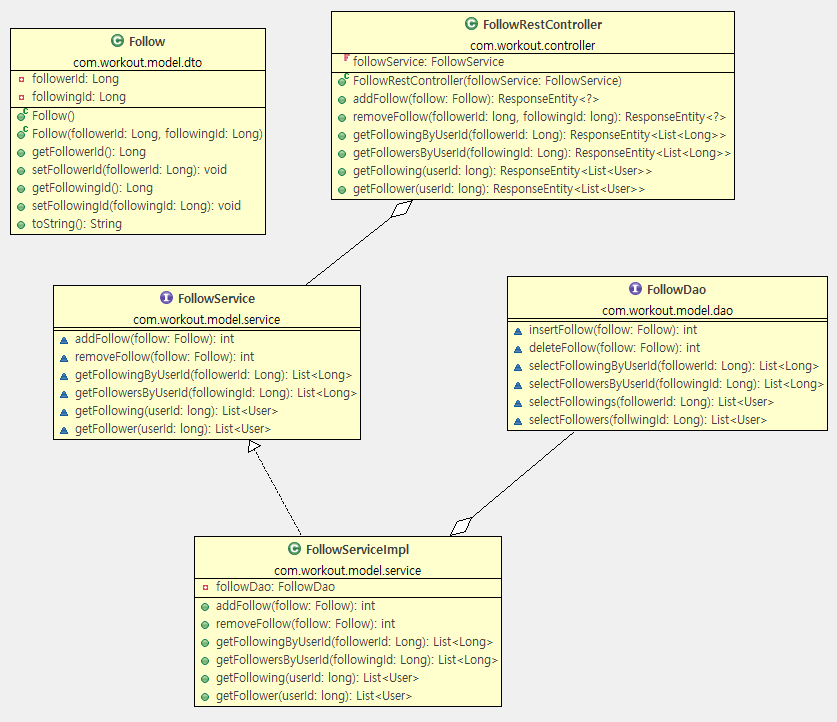 Follow
com.workout.model.dto
followerId: Long
followingId: Long
Follow()
Follow(followerId: Long, followingId: Long)
getFollowerId(): Long
setFollowerId(followerId: Long): void
getFollowingId(): Long
setFollowingId(followingId: Long): void
toString(): String
FollowRestController
com.workout.controller
followService: FollowService
FollowRestController(followService: FollowService)
addFollow(follow: Follow): ResponseEntity<?>
removeFollow(followerId: long, followingId: long): ResponseEntity<?>
getFollowingByUserId(followerId: Long): ResponseEntity<List<Long>>
getFollowersByUserId(followingId: Long): ResponseEntity<List<Long>>
getFollowing(userId: long): ResponseEntity<List<User>>
getFollower(userId: long): ResponseEntity<List<User>>
FollowService
com.workout.model.service
addFollow(follow: Follow): int
removeFollow(follow: Follow): int
getFollowingByUserId(followerId: Long): List<Long>
getFollowersByUserId(followingId: Long): List<Long>
getFollowing(userId: long): List<User>
getFollower(userId: long): List<User>
FollowDao
com.workout.model.dao
insertFollow(follow: Follow): int
deleteFollow(follow: Follow): int
selectFollowingByUserId(followerId: Long): List<Long>
selectFollowersByUserId(followingId: Long): List<Long>
selectFollowings(followerId: Long): List<User>
selectFollowers(follwingId: Long): List<User>
FollowServiceImpl
com.workout.model.service
followDao: FollowDao
addFollow(follow: Follow): int
removeFollow(follow: Follow): int
getFollowingByUserId(followerId: Long): List<Long>
getFollowersByUserId(followingId: Long): List<Long>
getFollowing(userId: long): List<User>
getFollower(userId: long): List<User>